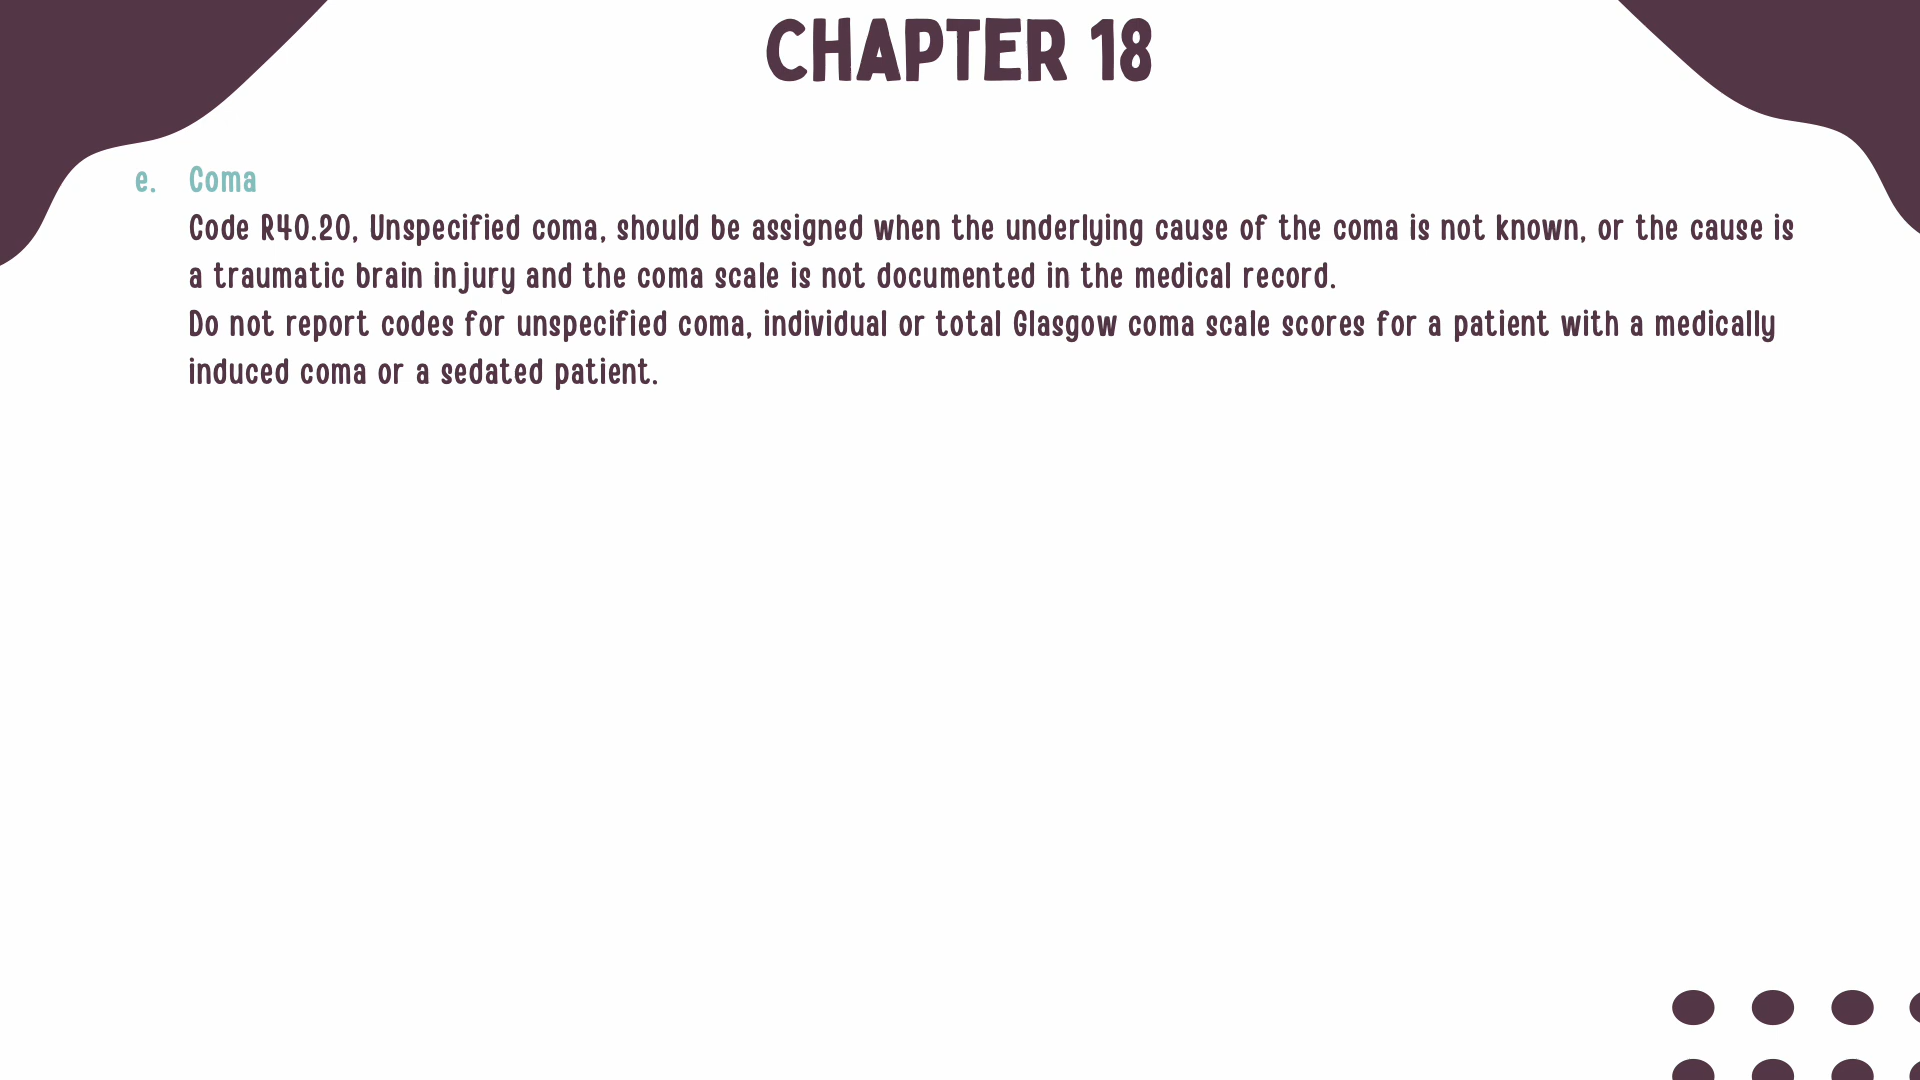 CHAPTER 18
e. Coma
Code R40.20, Unspecified coma, should be assigned when the underlying cause of the coma is not known, or the cause is
a traumatic brain injury and the coma scale is not documented in the medical record.
Do not report codes for unspecified coma, individual or total Glasgow coma scale scores for a patient with a medically
induced coma or a sedated patient.